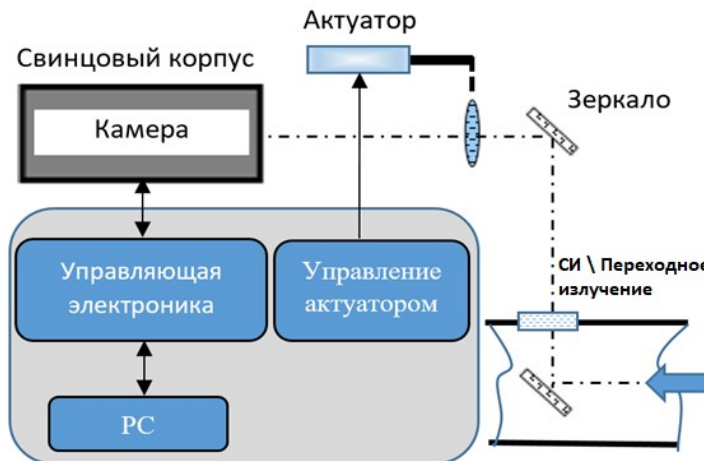 Актуатор
Свинцовый корпус
Камера
Зеркало
СИ \ Переходное
излучение
Управляющая
электроника
Управление
актуатором
PC